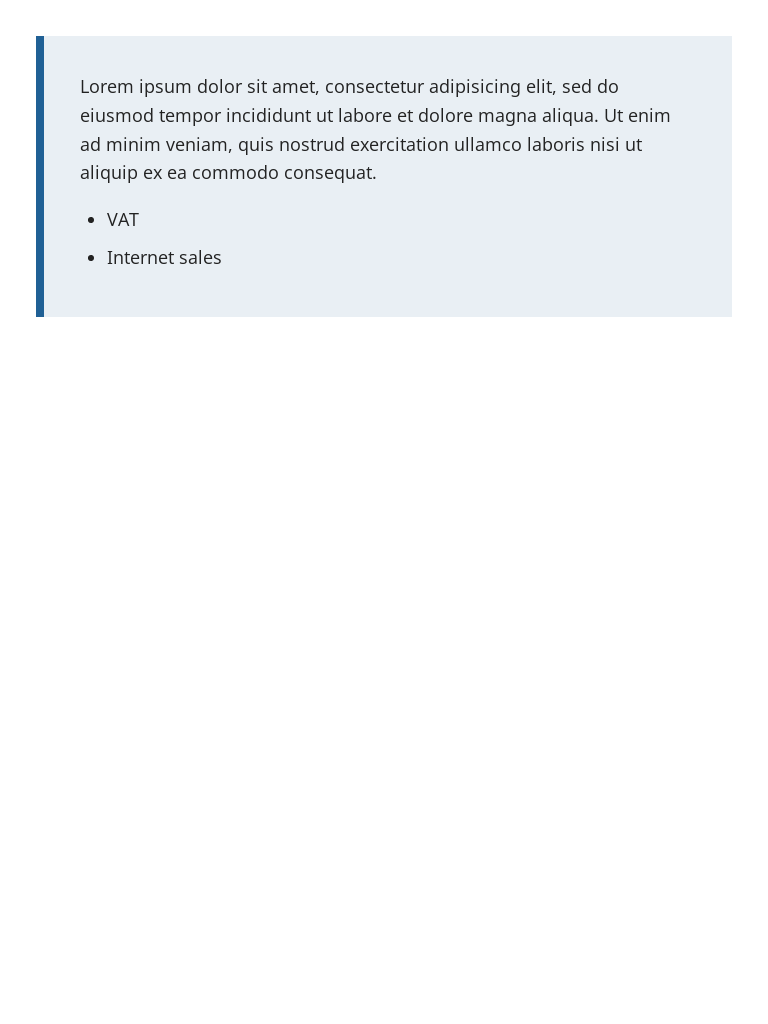 Lorem ipsum dolor sit amet, consectetur adipisicing elit, sed do
eiusmod tempor incididunt ut labore et dolore magna aliqua. Ut enim
ad minim veniam, quis nostrud exercitation ullamco laboris nisi ut
aliquip ex ea commodo consequat.
• VAT
• Internet sales